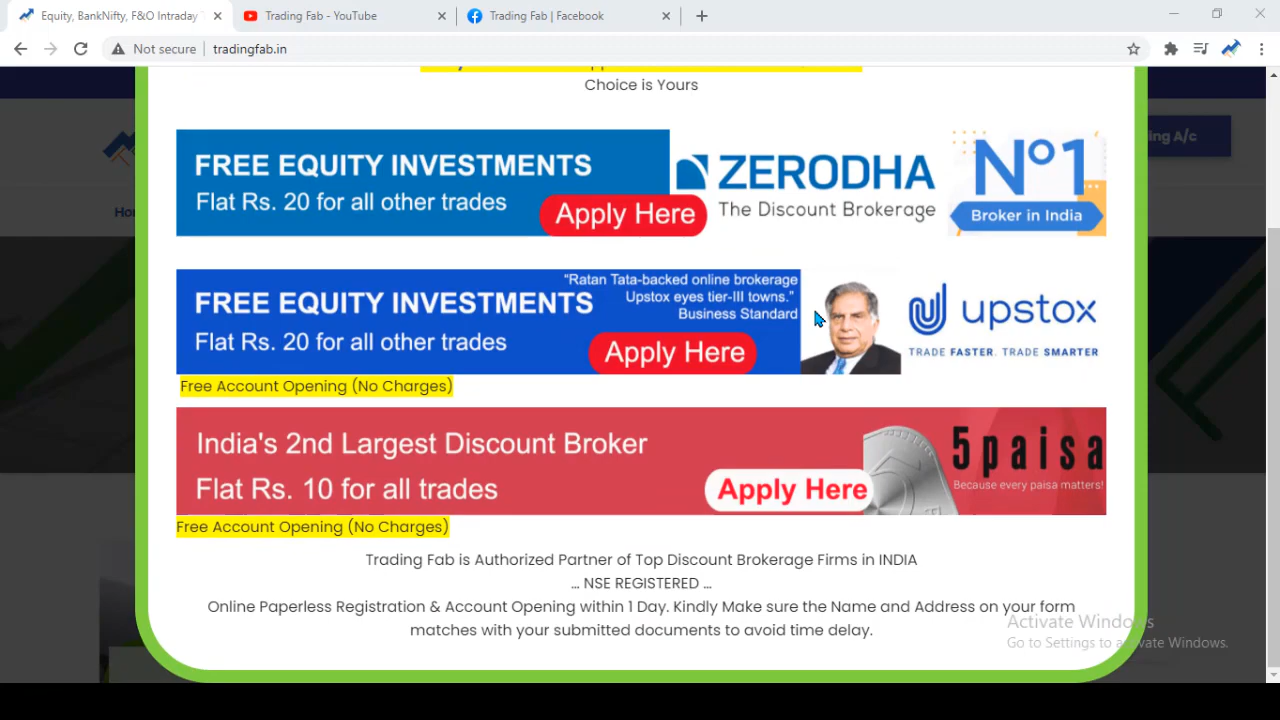 Equity, BankNifty, F&O Intraday T
Trading Fab - YouTube
Trading Fab | Facebook
Not secure
tradingfab.in
Choice is Yours
ing A/c
FREE EQUITY INVESTMENTS
Flat Rs. 20 for all other trades
Apply Here
ZERODHA
The Discount Brokerage
Nº1
Broker in India
"Ratan Tata-backed online brokerage
Upstox eyes tier-III towns."
Business Standard
FREE EQUITY INVESTMENTS
Flat Rs. 20 for all other trades
Apply Here
upstox
TRADE FASTER. TRADE SMARTER
Free Account Opening (No Charges)
India's 2nd Largest Discount Broker
Flat Rs. 10 for all trades
Apply Here
5paisa
Because every paisa matters!
Free Account Opening (No Charges)
Trading Fab is Authorized Partner of Top Discount Brokerage Firms in INDIA
... NSE REGISTERED ...
Online Paperless Registration & Account Opening within 1 Day. Kindly Make sure the Name and Address on your form
matches with your submitted documents to avoid time delay.
Activate Windows
Go to Settings to activate Windows.